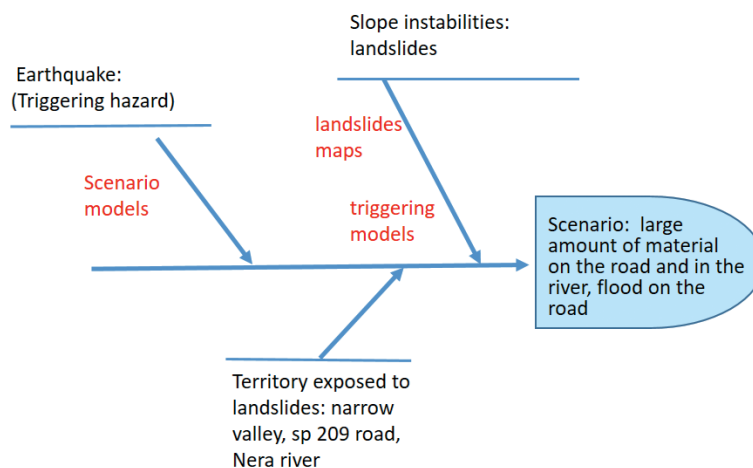 Slope instabilities:
landslides
Earthquake:
(Triggering hazard)
landslides
maps
Scenario
models
triggering
models
Scenario:  large
amount of material
on the road and in the
river, flood on the
road
Territory exposed to
landslides: narrow
valley, sp 209 road,
Nera river